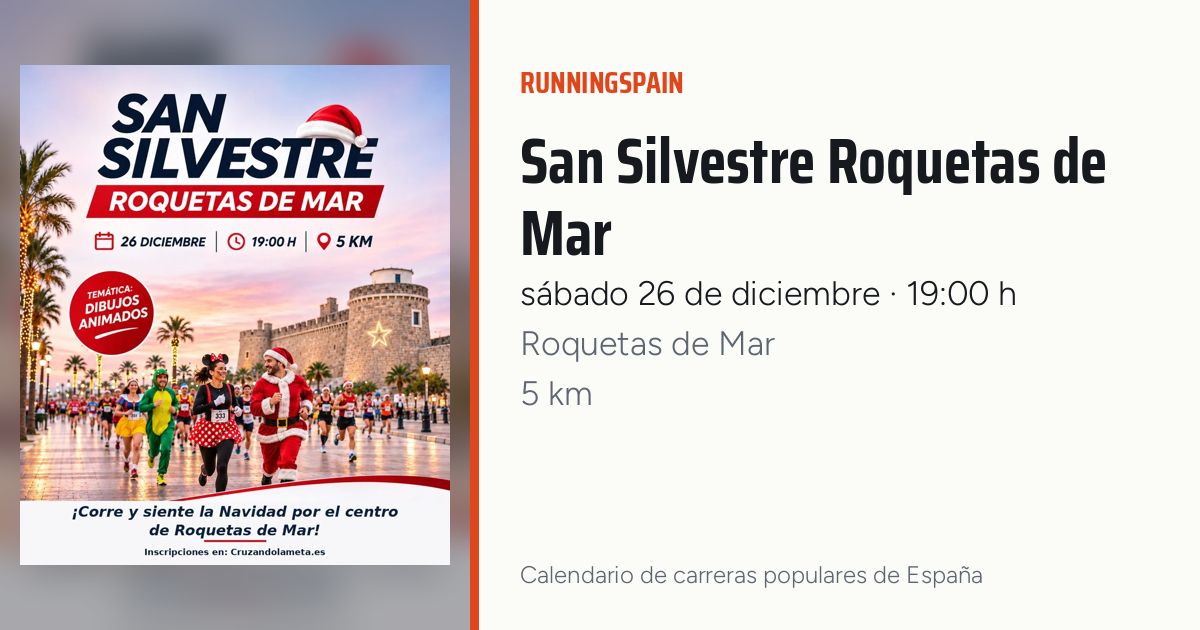 SAN
SILVESTRE
ROQUETAS DE MAR
26 DICIEMBRE | 19:00 H | 5 KM
TEMÁTICA:
DIBUJOS
ANIMADOS
333
¡Corre y siente la Navidad por el centro
de Roquetas de Mar!
Inscripciones en: Cruzandolameta.es
RUNNINGSPAIN
San Silvestre Roquetas de
Mar
sábado 26 de diciembre · 19:00 h
Roquetas de Mar
5 km
Calendario de carreras populares de España